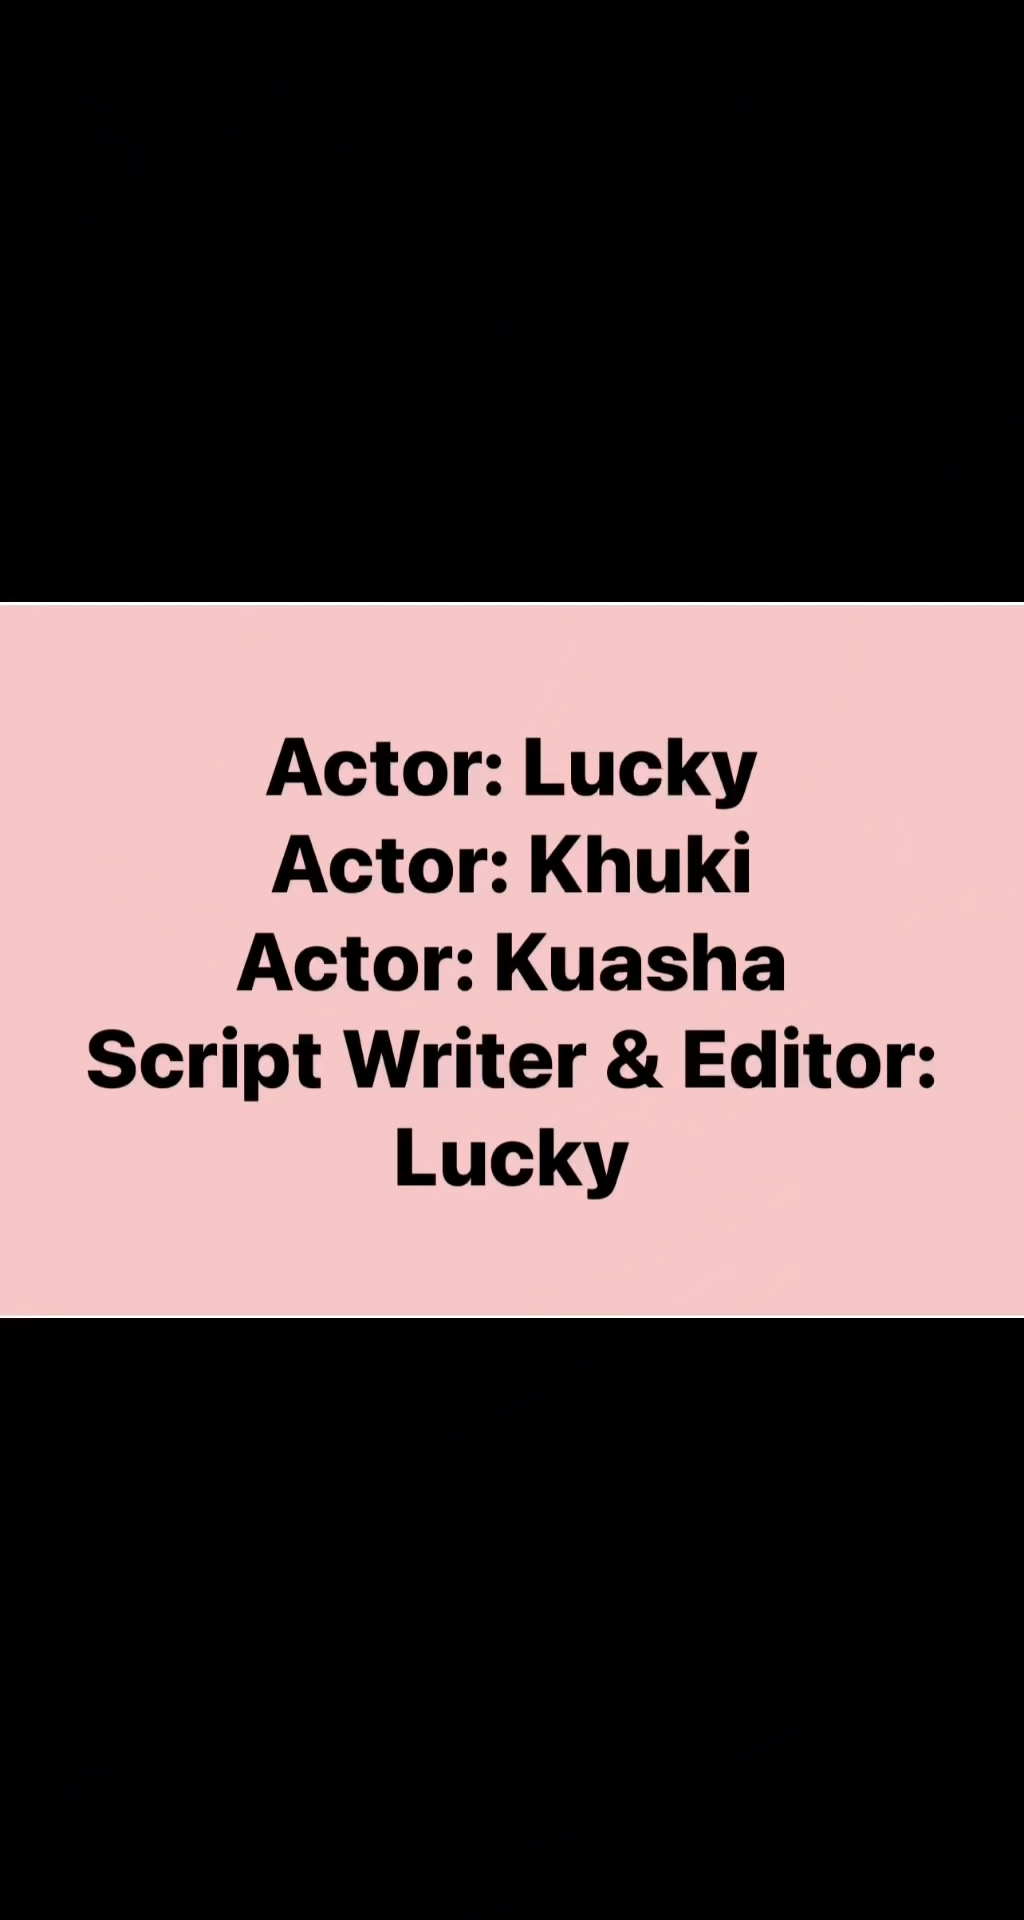 Actor: Lucky
Actor: Khuki
Actor: Kuasha
Script Writer & Editor:
Lucky